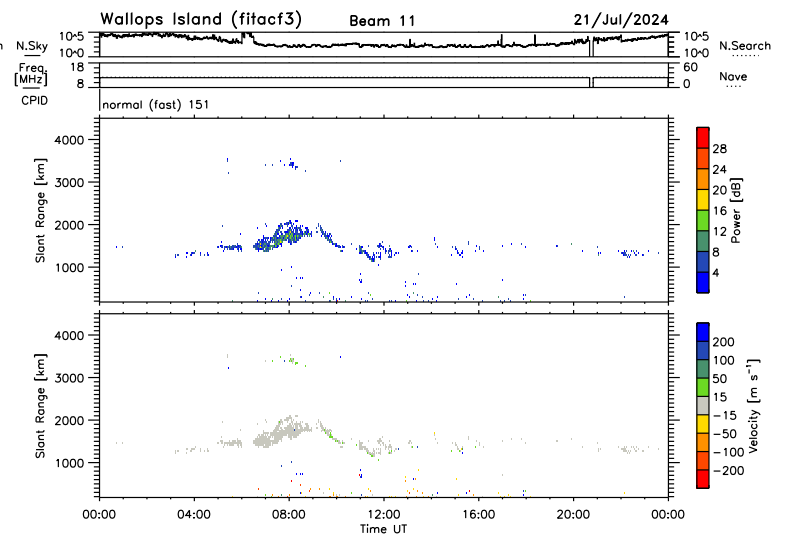 Wallops Island (fitacf3) Beam 11 21/Jul/2024
n N.Sky 10^5 10^5 N.Search
10^0 10^0
Freq. 18 60 Nave
[MHz] 8 0
CPID normal (fast) 151
4000
3000
2000
1000
Slant Range [km]
28
24
20
16
12
8
4
Power [dB]
4000
3000
2000
1000
Slant Range [km]
200
100
50
15
-15
-50
-100
-200
Velocity [m s⁻¹]
00:00 04:00 08:00 12:00 16:00 20:00 00:00
Time UT